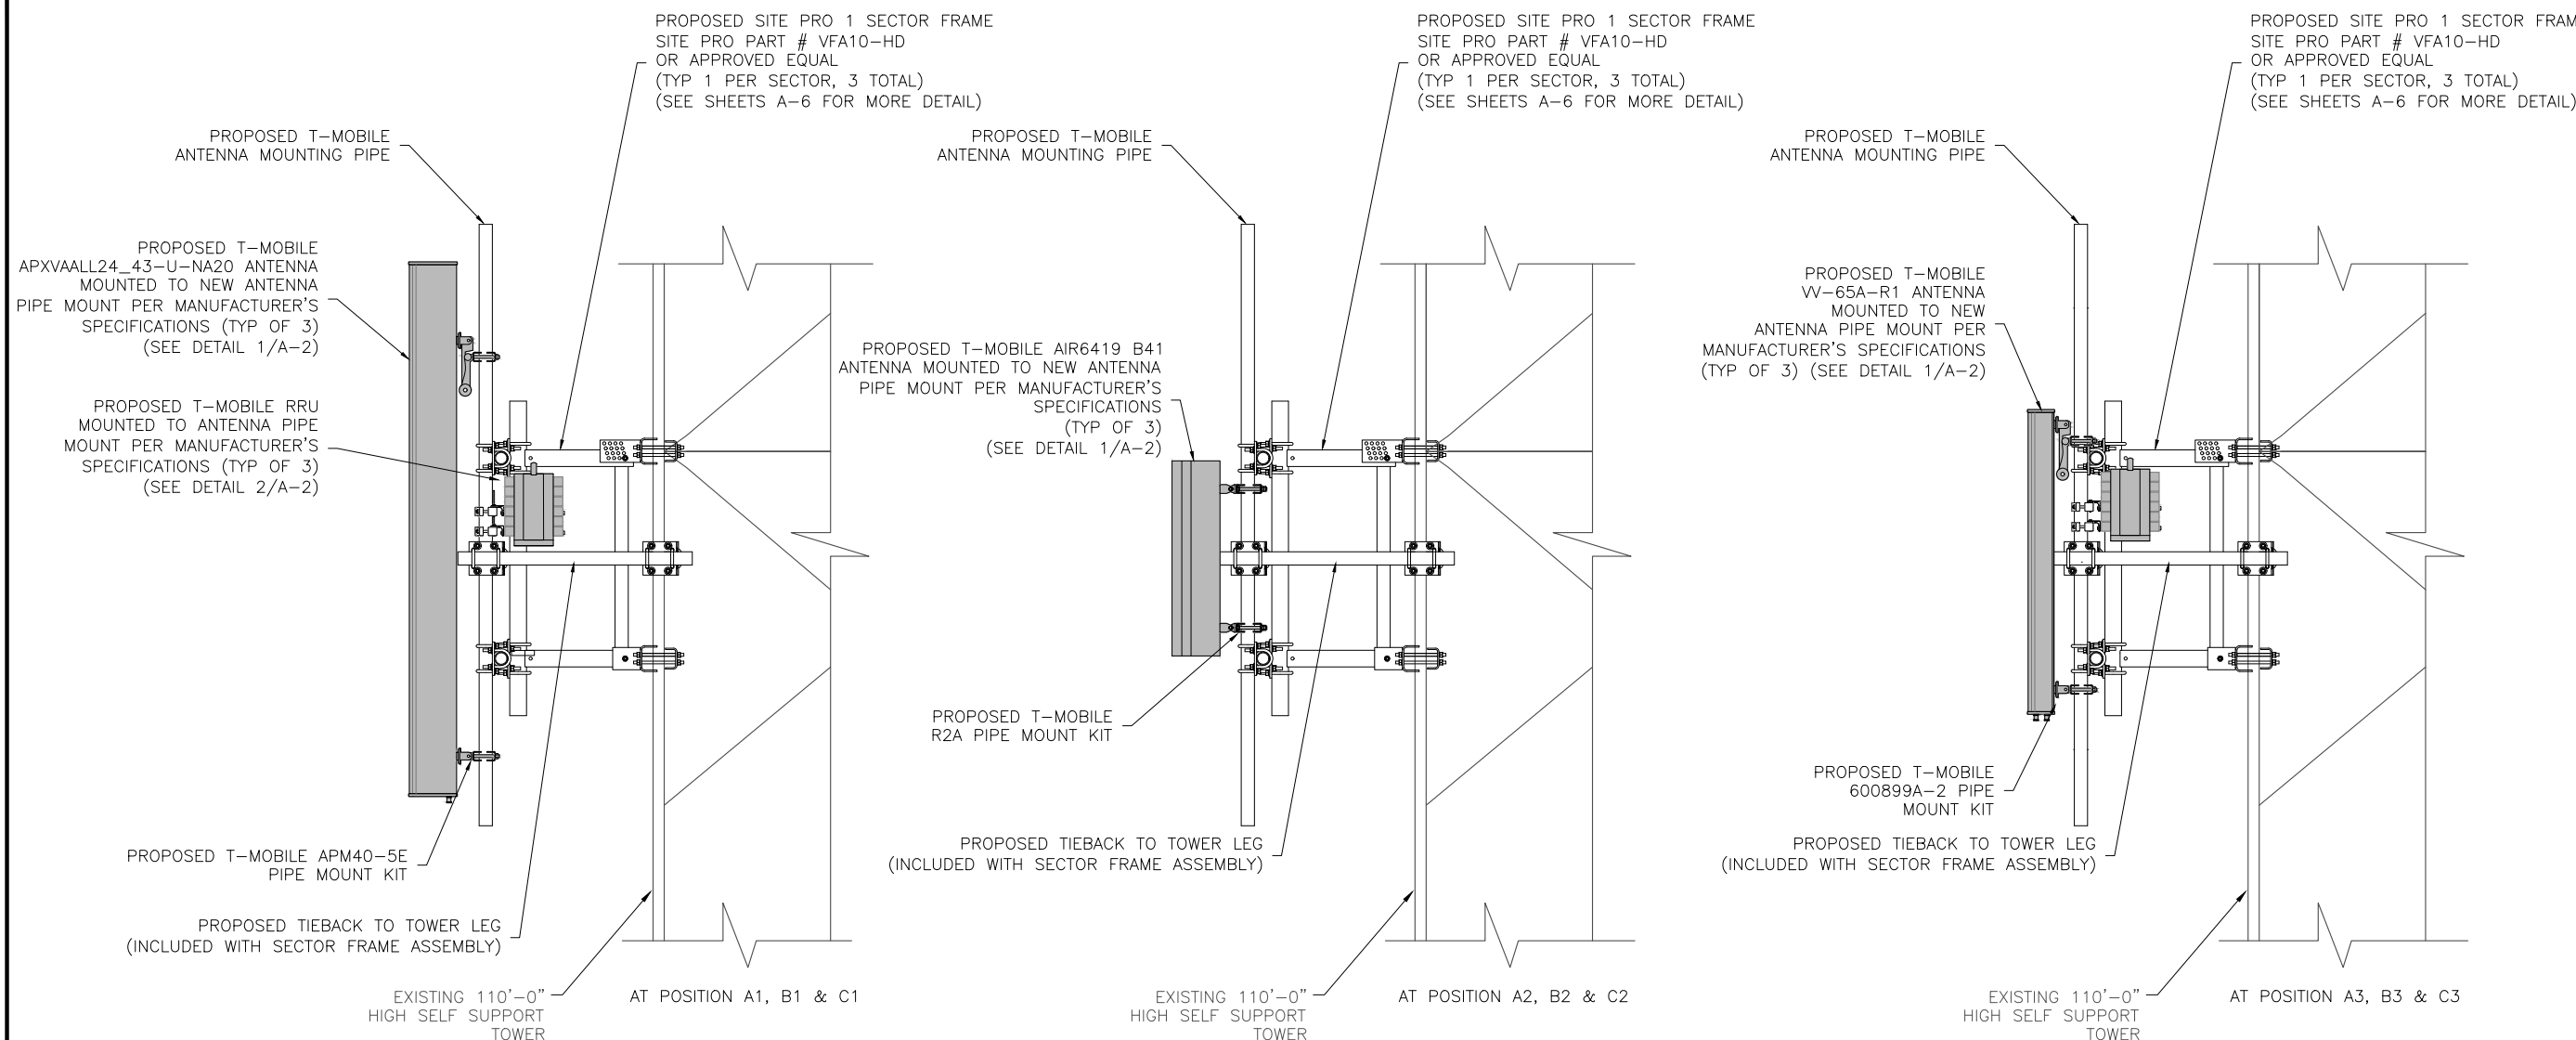 PROPOSED SITE PRO 1 SECTOR FRAME
SITE PRO PART # VFA10-HD
OR APPROVED EQUAL
(TYP 1 PER SECTOR, 3 TOTAL)
(SEE SHEETS A-6 FOR MORE DETAIL)
PROPOSED T-MOBILE
ANTENNA MOUNTING PIPE
PROPOSED T-MOBILE
APXVAALL24_43-U-NA20 ANTENNA
MOUNTED TO NEW ANTENNA
PIPE MOUNT PER MANUFACTURER'S
SPECIFICATIONS (TYP OF 3)
(SEE DETAIL 1/A-2)
PROPOSED T-MOBILE RRU
MOUNTED TO ANTENNA PIPE
MOUNT PER MANUFACTURER'S
SPECIFICATIONS (TYP OF 3)
(SEE DETAIL 2/A-2)
PROPOSED T-MOBILE APM40-5E
PIPE MOUNT KIT
PROPOSED TIEBACK TO TOWER LEG
(INCLUDED WITH SECTOR FRAME ASSEMBLY)
EXISTING 110'-0"
HIGH SELF SUPPORT
TOWER
AT POSITION A1, B1 & C1
PROPOSED SITE PRO 1 SECTOR FRAME
SITE PRO PART # VFA10-HD
OR APPROVED EQUAL
(TYP 1 PER SECTOR, 3 TOTAL)
(SEE SHEETS A-6 FOR MORE DETAIL)
PROPOSED T-MOBILE
ANTENNA MOUNTING PIPE
PROPOSED T-MOBILE AIR6419 B41
ANTENNA MOUNTED TO NEW ANTENNA
PIPE MOUNT PER MANUFACTURER'S
SPECIFICATIONS
(TYP OF 3)
(SEE DETAIL 1/A-2)
PROPOSED T-MOBILE
R2A PIPE MOUNT KIT
PROPOSED TIEBACK TO TOWER LEG
(INCLUDED WITH SECTOR FRAME ASSEMBLY)
EXISTING 110'-0"
HIGH SELF SUPPORT
TOWER
AT POSITION A2, B2 & C2
PROPOSED SITE PRO 1 SECTOR FRAM
SITE PRO PART # VFA10-HD
OR APPROVED EQUAL
(TYP 1 PER SECTOR, 3 TOTAL)
(SEE SHEETS A-6 FOR MORE DETAIL)
PROPOSED T-MOBILE
ANTENNA MOUNTING PIPE
PROPOSED T-MOBILE
VV-65A-R1 ANTENNA
MOUNTED TO NEW
ANTENNA PIPE MOUNT PER
MANUFACTURER'S SPECIFICATIONS
(TYP OF 3) (SEE DETAIL 1/A-2)
PROPOSED T-MOBILE
600899A-2 PIPE
MOUNT KIT
PROPOSED TIEBACK TO TOWER LEG
(INCLUDED WITH SECTOR FRAME ASSEMBLY)
EXISTING 110'-0"
HIGH SELF SUPPORT
TOWER
AT POSITION A3, B3 & C3